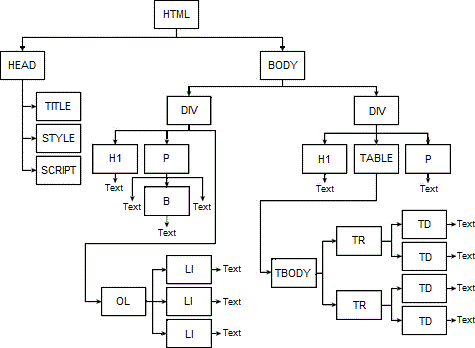 HTML
HEAD BODY
TITLE DIV DIV
STYLE
SCRIPT H1 P H1 TABLE P
Text Text Text
B
Text Text
Text
TD Text
TR
LI Text TBODY TD Text
OL LI Text TR TD Text
TD Text
LI Text